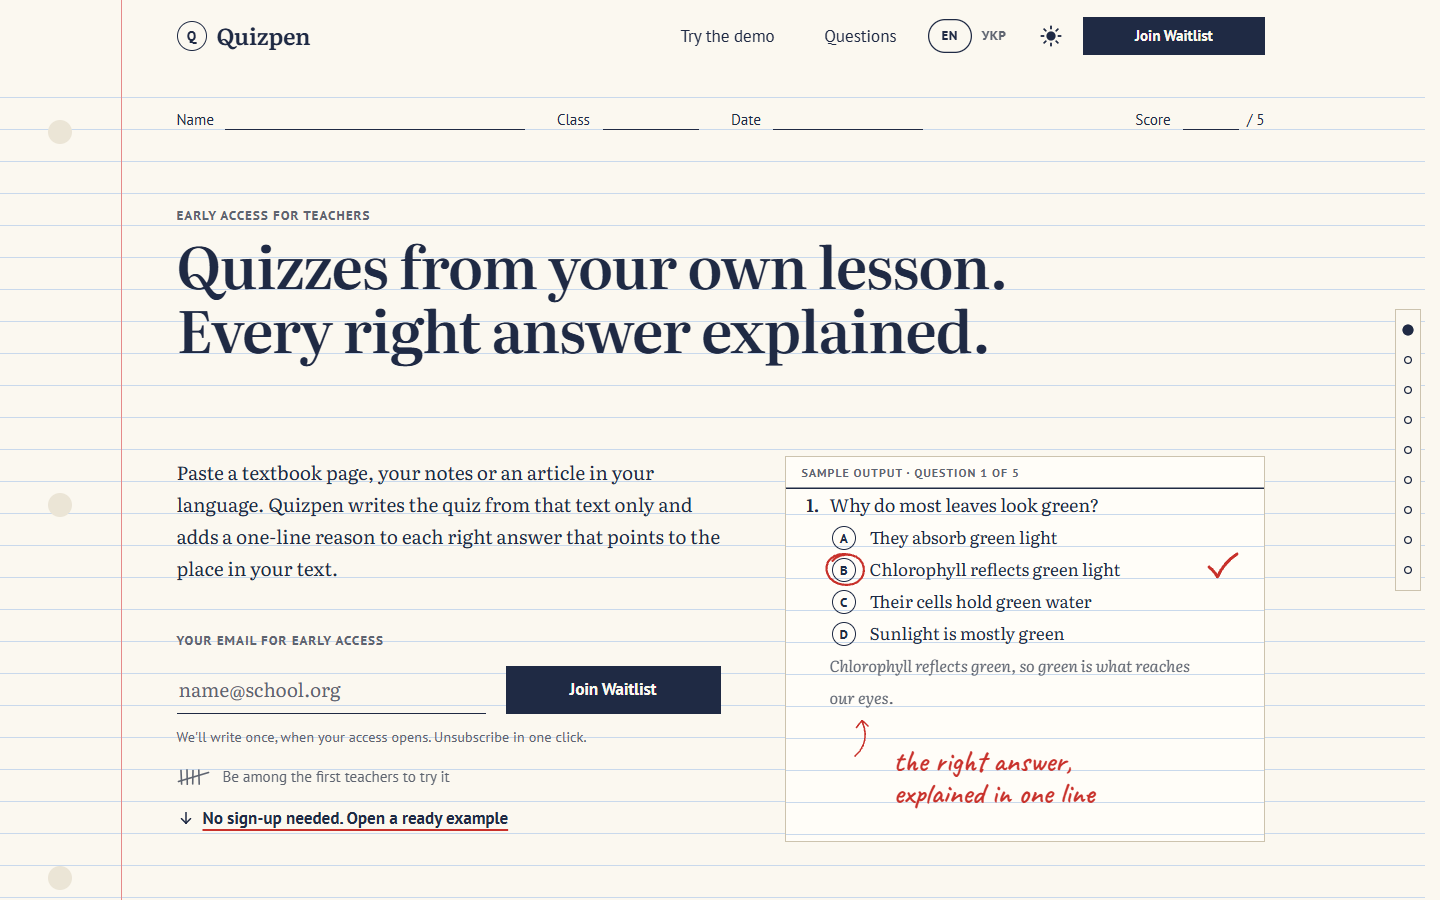 Q Quizpen
Try the demo
Questions
EN
УКР
Join Waitlist
Name
Class
Date
Score
/ 5
EARLY ACCESS FOR TEACHERS
Quizzes from your own lesson.
Every right answer explained.
Paste a textbook page, your notes or an article in your
language. Quizpen writes the quiz from that text only and
adds a one-line reason to each right answer that points to the
place in your text.
YOUR EMAIL FOR EARLY ACCESS
name@school.org
Join Waitlist
We'll write once, when your access opens. Unsubscribe in one click.
Be among the first teachers to try it
No sign-up needed. Open a ready example
SAMPLE OUTPUT · QUESTION 1 OF 5
1. Why do most leaves look green?
A They absorb green light
B Chlorophyll reflects green light
C Their cells hold green water
D Sunlight is mostly green
Chlorophyll reflects green, so green is what reaches
our eyes.
the right answer,
explained in one line